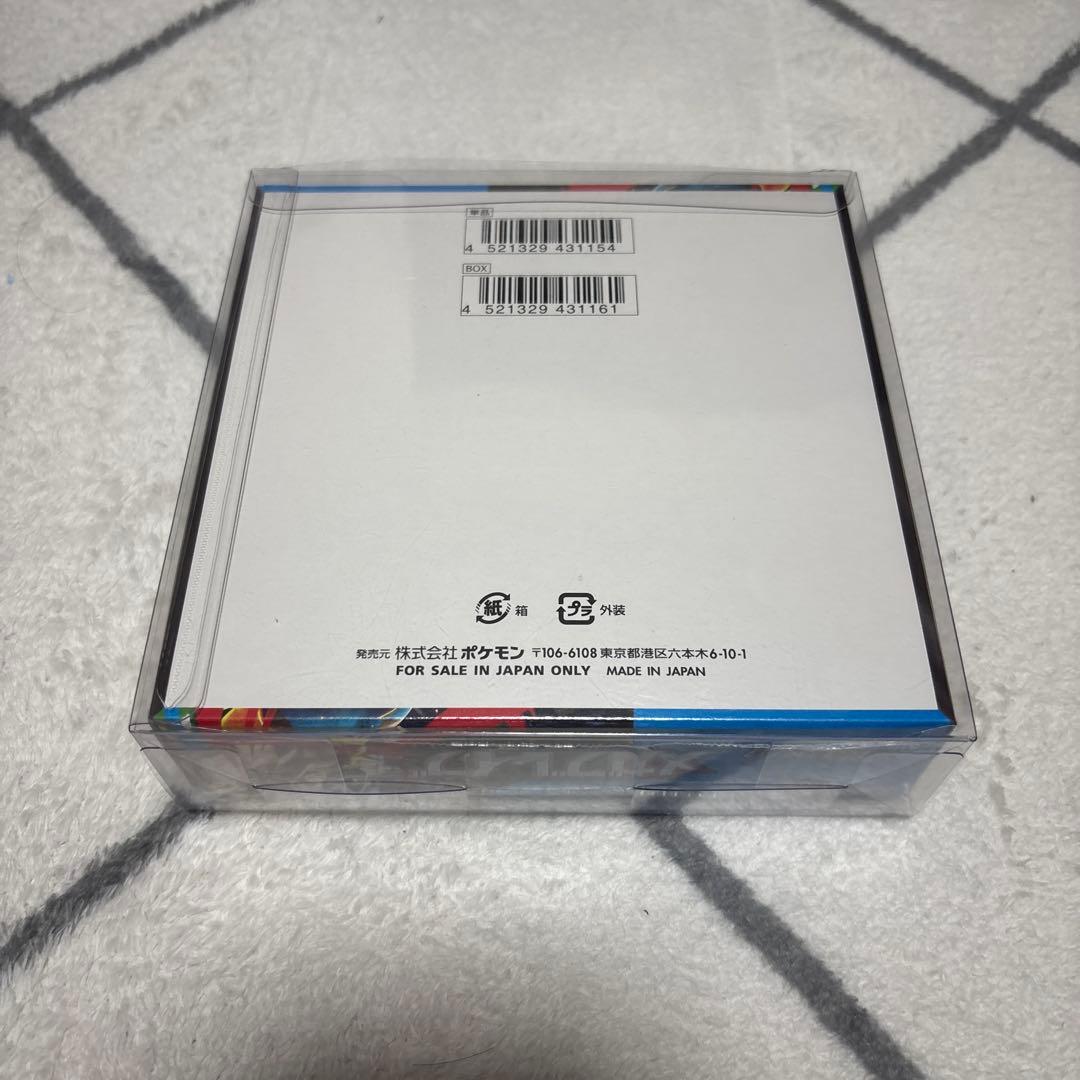 単品
4 521329 431154
BOX
4 521329 431161
紙 箱 プラ 外装
発売元 株式会社 ポケモン 〒106-6108 東京都港区六本木6-10-1
FOR SALE IN JAPAN ONLY MADE IN JAPAN